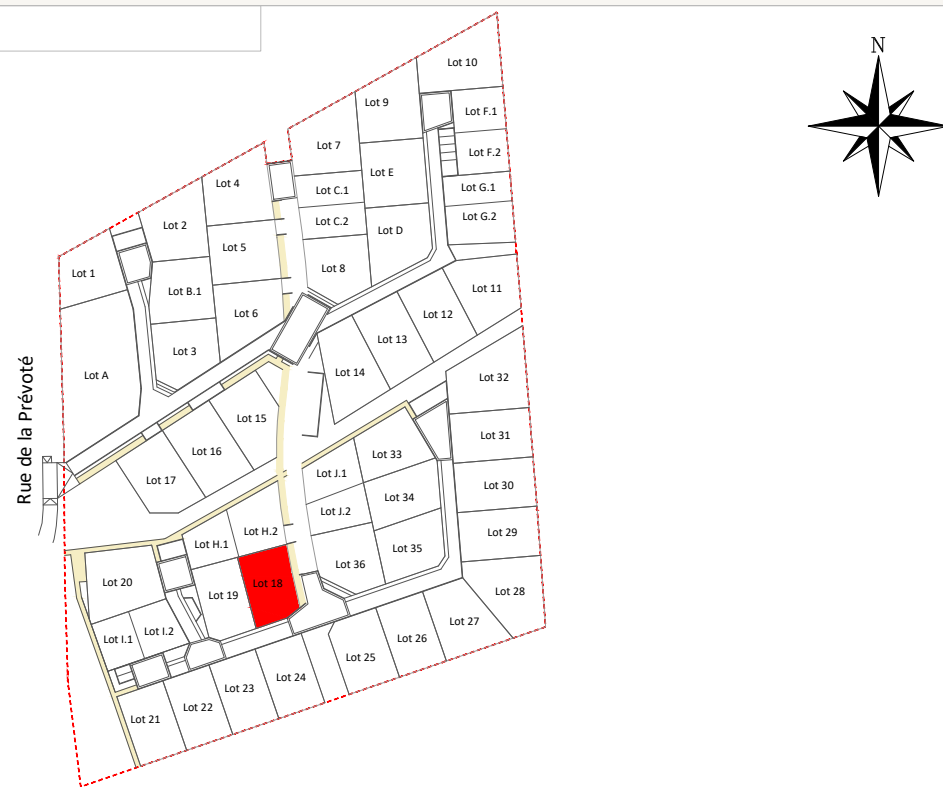 N
Lot 10
Lot 9
Lot F.1
Lot 7
Lot F.2
Lot E
Lot 4
Lot C.1
Lot G.1
Lot 2
Lot C.2
Lot G.2
Lot D
Lot 5
Lot 8
Lot 1
Lot B.1
Lot 11
Lot 6
Lot 12
Lot 13
Lot 3
Lot 14
Lot A
Lot 32
Rue de la Prévoté
Lot 15
Lot 31
Lot 16
Lot 33
Lot J.1
Lot 17
Lot 30
Lot 34
Lot J.2
Lot H.2
Lot 29
Lot H.1
Lot 35
Lot 36
Lot 20
Lot 18
Lot 28
Lot 19
Lot 27
Lot I.2
Lot I.1
Lot 26
Lot 25
Lot 24
Lot 23
Lot 22
Lot 21